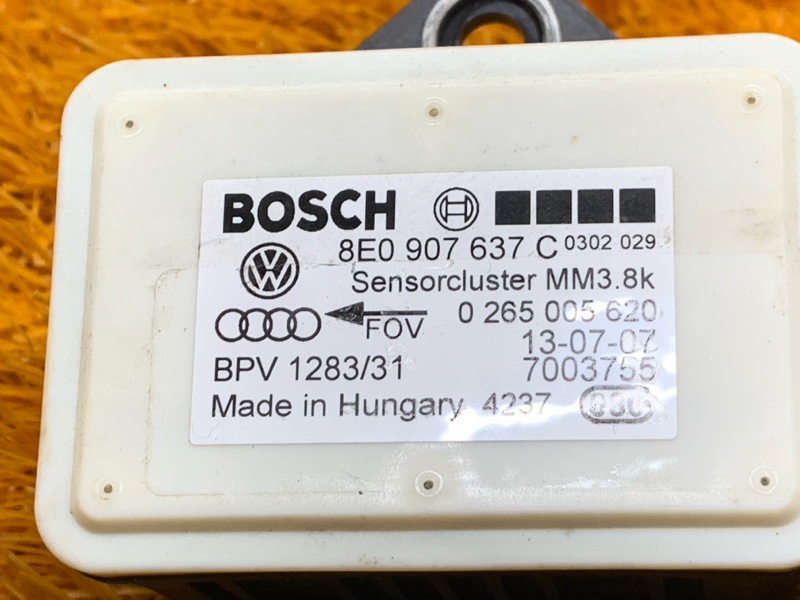 BOSCH
8E0 907 637 C 0302 029
Sensorcluster MM3.8k
FOV 0 265 005 620
13-07-07
BPV 1283/31 7003755
Made in Hungary 4237